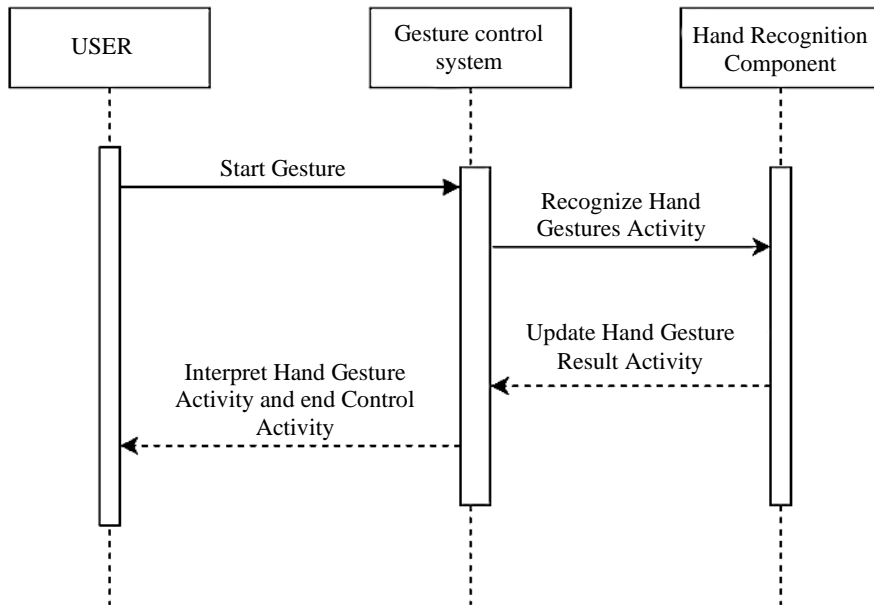 USER
Gesture control
system
Hand Recognition
Component
Start Gesture
Recognize Hand
Gestures Activity
Update Hand Gesture
Result Activity
Interpret Hand Gesture
Activity and end Control
Activity